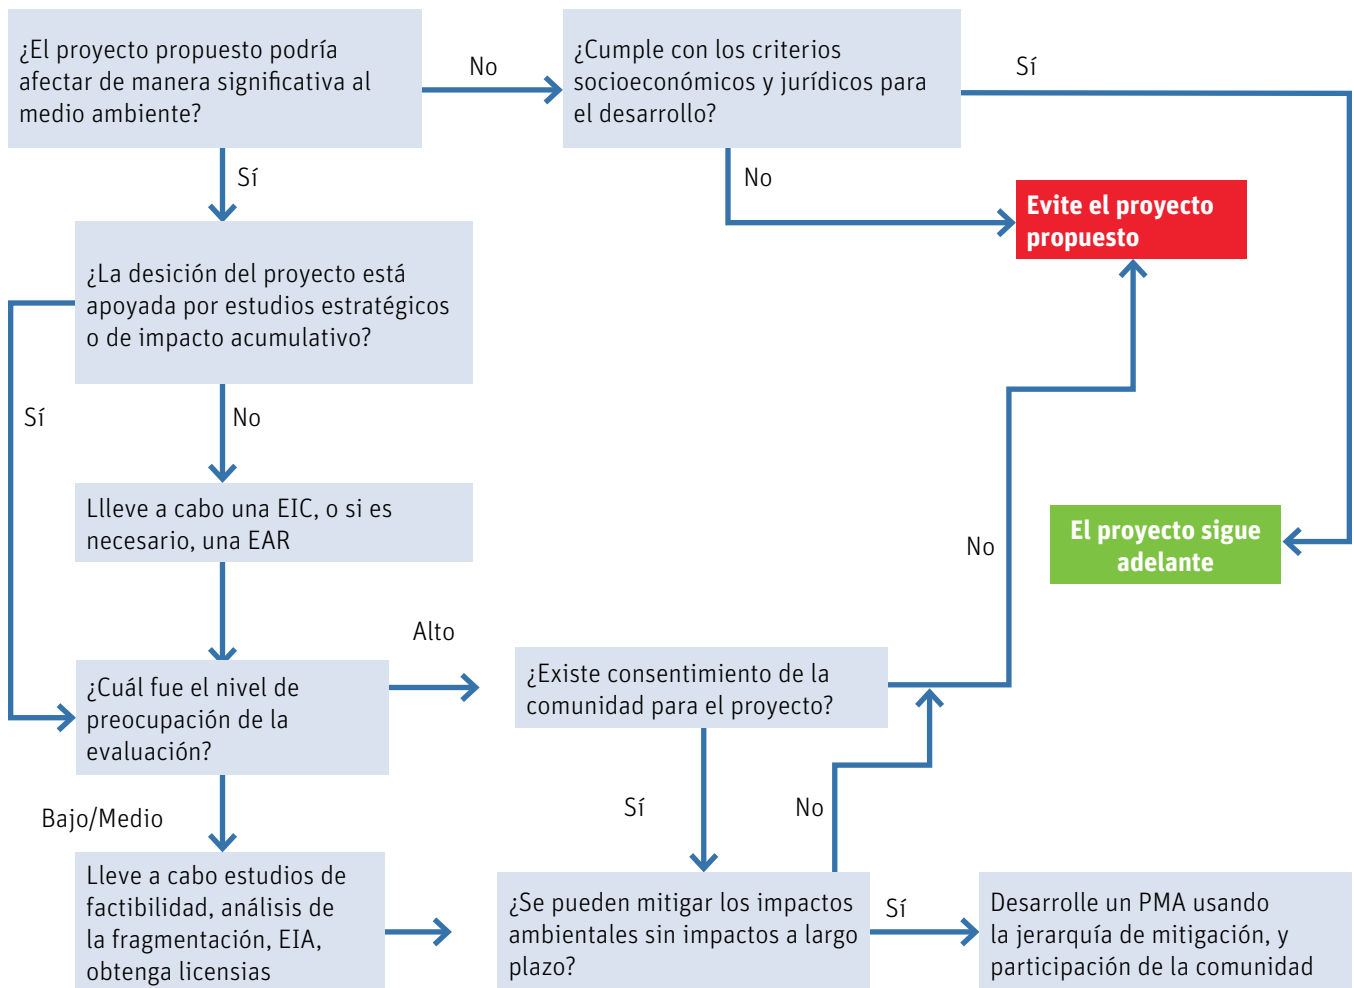 ¿El proyecto propuesto podría
afectar de manera significativa al
medio ambiente?
No
¿Cumple con los criterios
socioeconómicos y jurídicos para
el desarrollo?
Sí
Sí
No
Evite el proyecto
propuesto
¿La desición del proyecto está
apoyada por estudios estratégicos
o de impacto acumulativo?
Sí
No
Llleve a cabo una EIC, o si es
necesario, una EAR
No
El proyecto sigue
adelante
Alto
¿Cuál fue el nivel de
preocupación de la
evaluación?
¿Existe consentimiento de la
comunidad para el proyecto?
Bajo/Medio
Sí
No
Lleve a cabo estudios de
factibilidad, análisis de
la fragmentación, EIA,
obtenga licensias
¿Se pueden mitigar los impactos
ambientales sin impactos a largo
plazo?
Sí
Desarrolle un PMA usando
la jerarquía de mitigación, y
participación de la comunidad